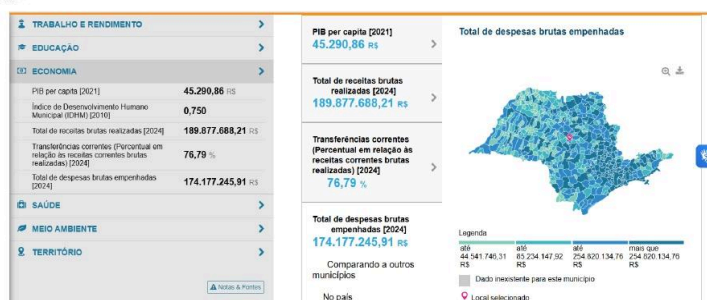 TRABALHO E RENDIMENTO
EDUCAÇÃO
ECONOMIA
PIB per capita [2021] 45.290,86 R$
Índice de Desenvolvimento Humano
Municipal (IDHM) [2010] 0,750
Total de receitas brutas realizadas [2024] 189.877.688,21 R$
Transferências correntes (Percentual em
relação às receitas correntes brutas
realizadas) [2024] 76,79 %
Total de despesas brutas empenhadas
[2024] 174.177.245,91 R$
SAÚDE
MEIO AMBIENTE
TERRITÓRIO
Notas & Fontes
PIB per capita [2021]
45.290,86 R$
Total de receitas brutas
realizadas [2024]
189.877.688,21 R$
Transferências correntes
(Percentual em relação às
receitas correntes brutas
realizadas) [2024]
76,79 %
Total de despesas brutas
empenhadas [2024]
174.177.245,91 R$
Comparando a outros
municípios
No país
Total de despesas brutas empenhadas
Legenda
até até até mais que
44.541.746,31 85.234.147,92 254.820.134,76 254.820.134,76
R$ R$ R$ R$
Dado inexistente para este município
Local selecionado